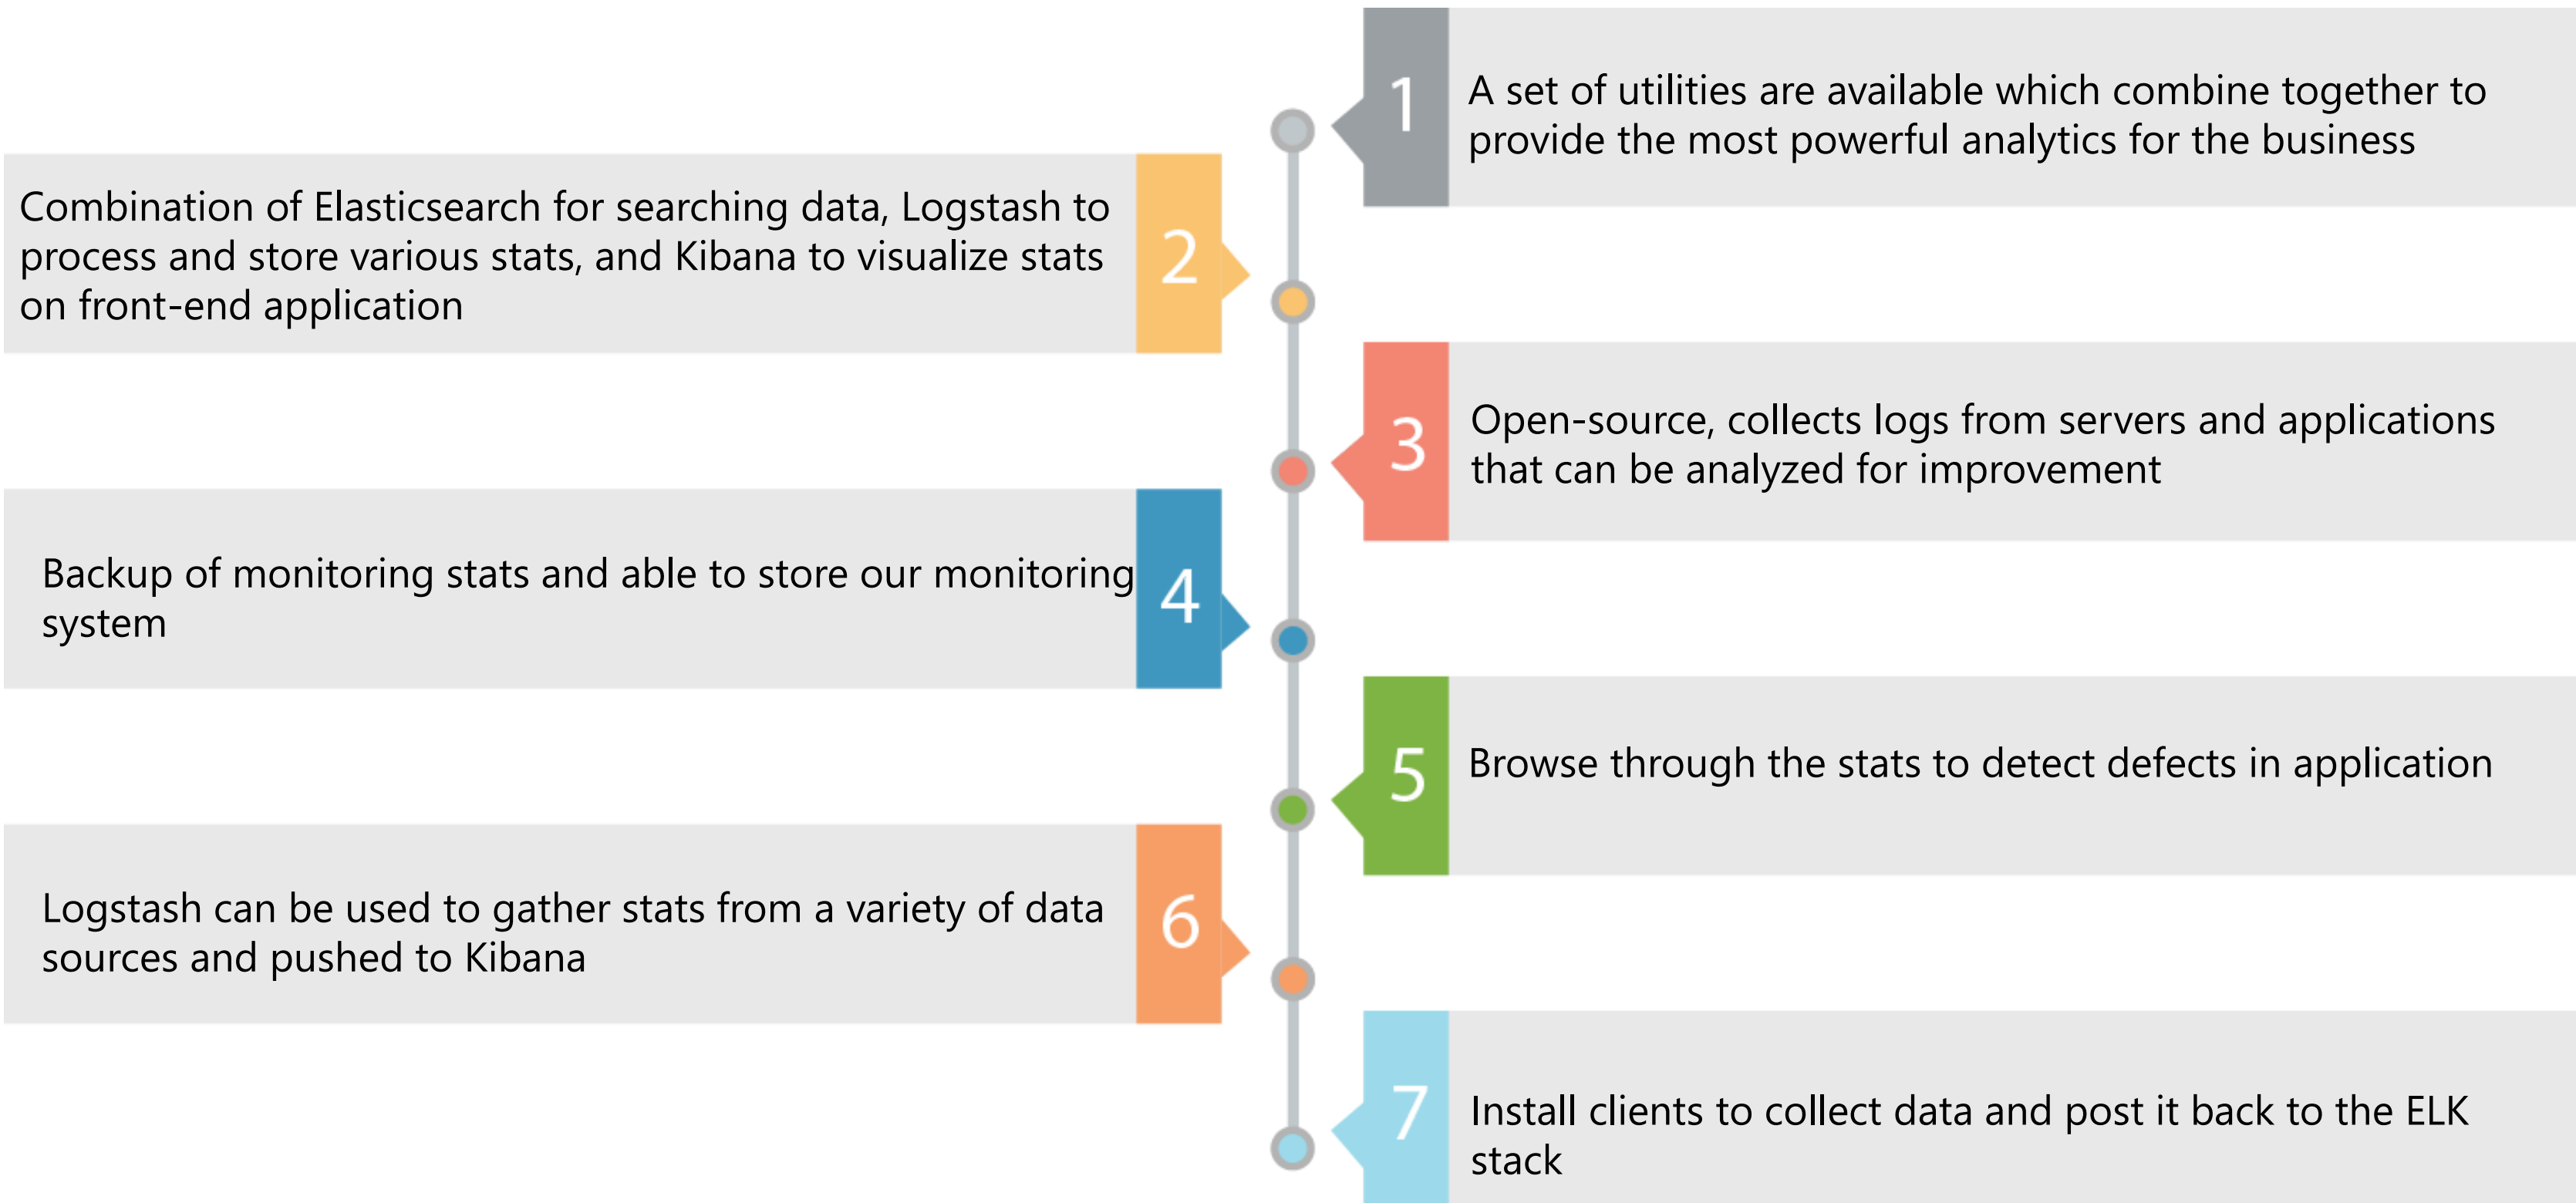 1
A set of utilities are available which combine together to
provide the most powerful analytics for the business
2
Combination of Elasticsearch for searching data, Logstash to
process and store various stats, and Kibana to visualize stats
on front-end application
3
Open-source, collects logs from servers and applications
that can be analyzed for improvement
4
Backup of monitoring stats and able to store our monitoring
system
5
Browse through the stats to detect defects in application
6
Logstash can be used to gather stats from a variety of data
sources and pushed to Kibana
7
Install clients to collect data and post it back to the ELK
stack